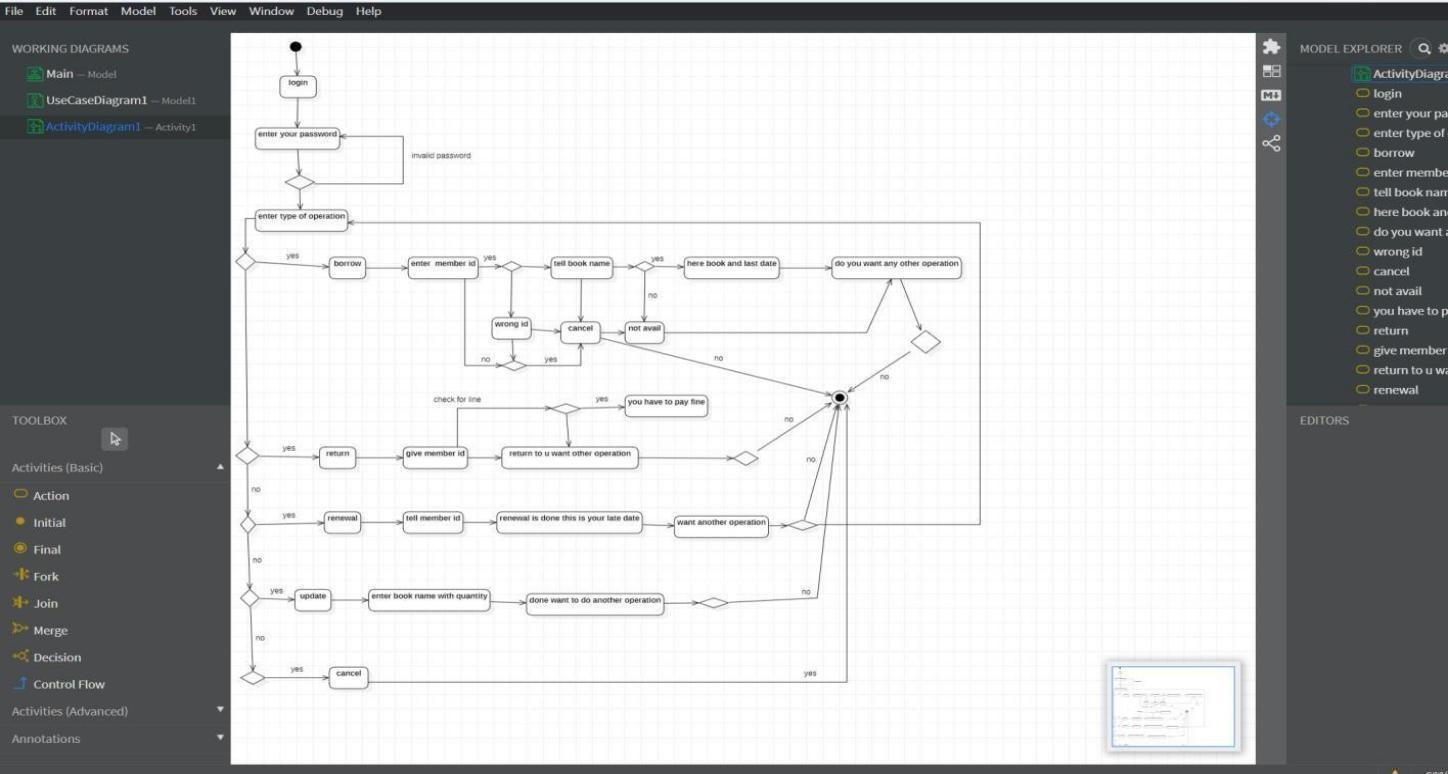 File Edit Format Model Tools View Window Debug Help
WORKING DIAGRAMS
Main — Model
UseCaseDiagram1 — Model1
ActivityDiagram1 — Activity1
TOOLBOX
Activities (Basic)
Action
Initial
Final
Fork
Join
Merge
Decision
Control Flow
Activities (Advanced)
Annotations
login
enter your password
invalid password
enter type of operation
yes
borrow
enter member id
yes
tell book name
yes
here book and last date
do you want any other operation
no
wrong id
cancel
not avail
no
yes
no
no
check for line
yes
you have to pay fine
no
yes
return
give member id
return to u want other operation
no
no
yes
renewal
tell member id
renewal is done this is your late date
want another operation
no
yes
update
enter book name with quantity
done want to do another operation
no
no
yes
cancel
yes
MODEL EXPLORER
ActivityDiagra
login
enter your pa
enter type of
borrow
enter membe
tell book nam
here book an
do you want a
wrong id
cancel
not avail
you have to p
return
give member
return to u wa
renewal
EDITORS